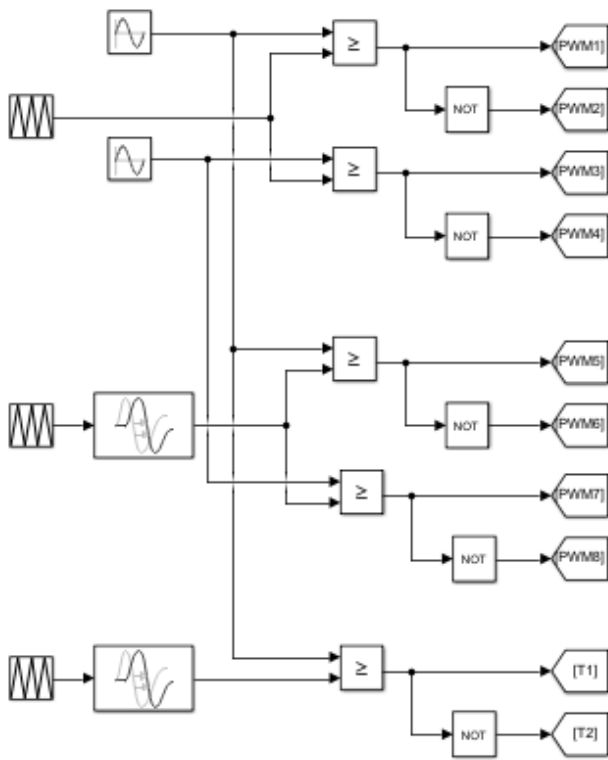 ≥
[PWM1]
NOT
[PWM2]
≥
[PWM3]
NOT
[PWM4]
≥
[PWM5]
NOT
[PWM6]
≥
[PWM7]
NOT
[PWM8]
≥
[T1]
NOT
[T2]